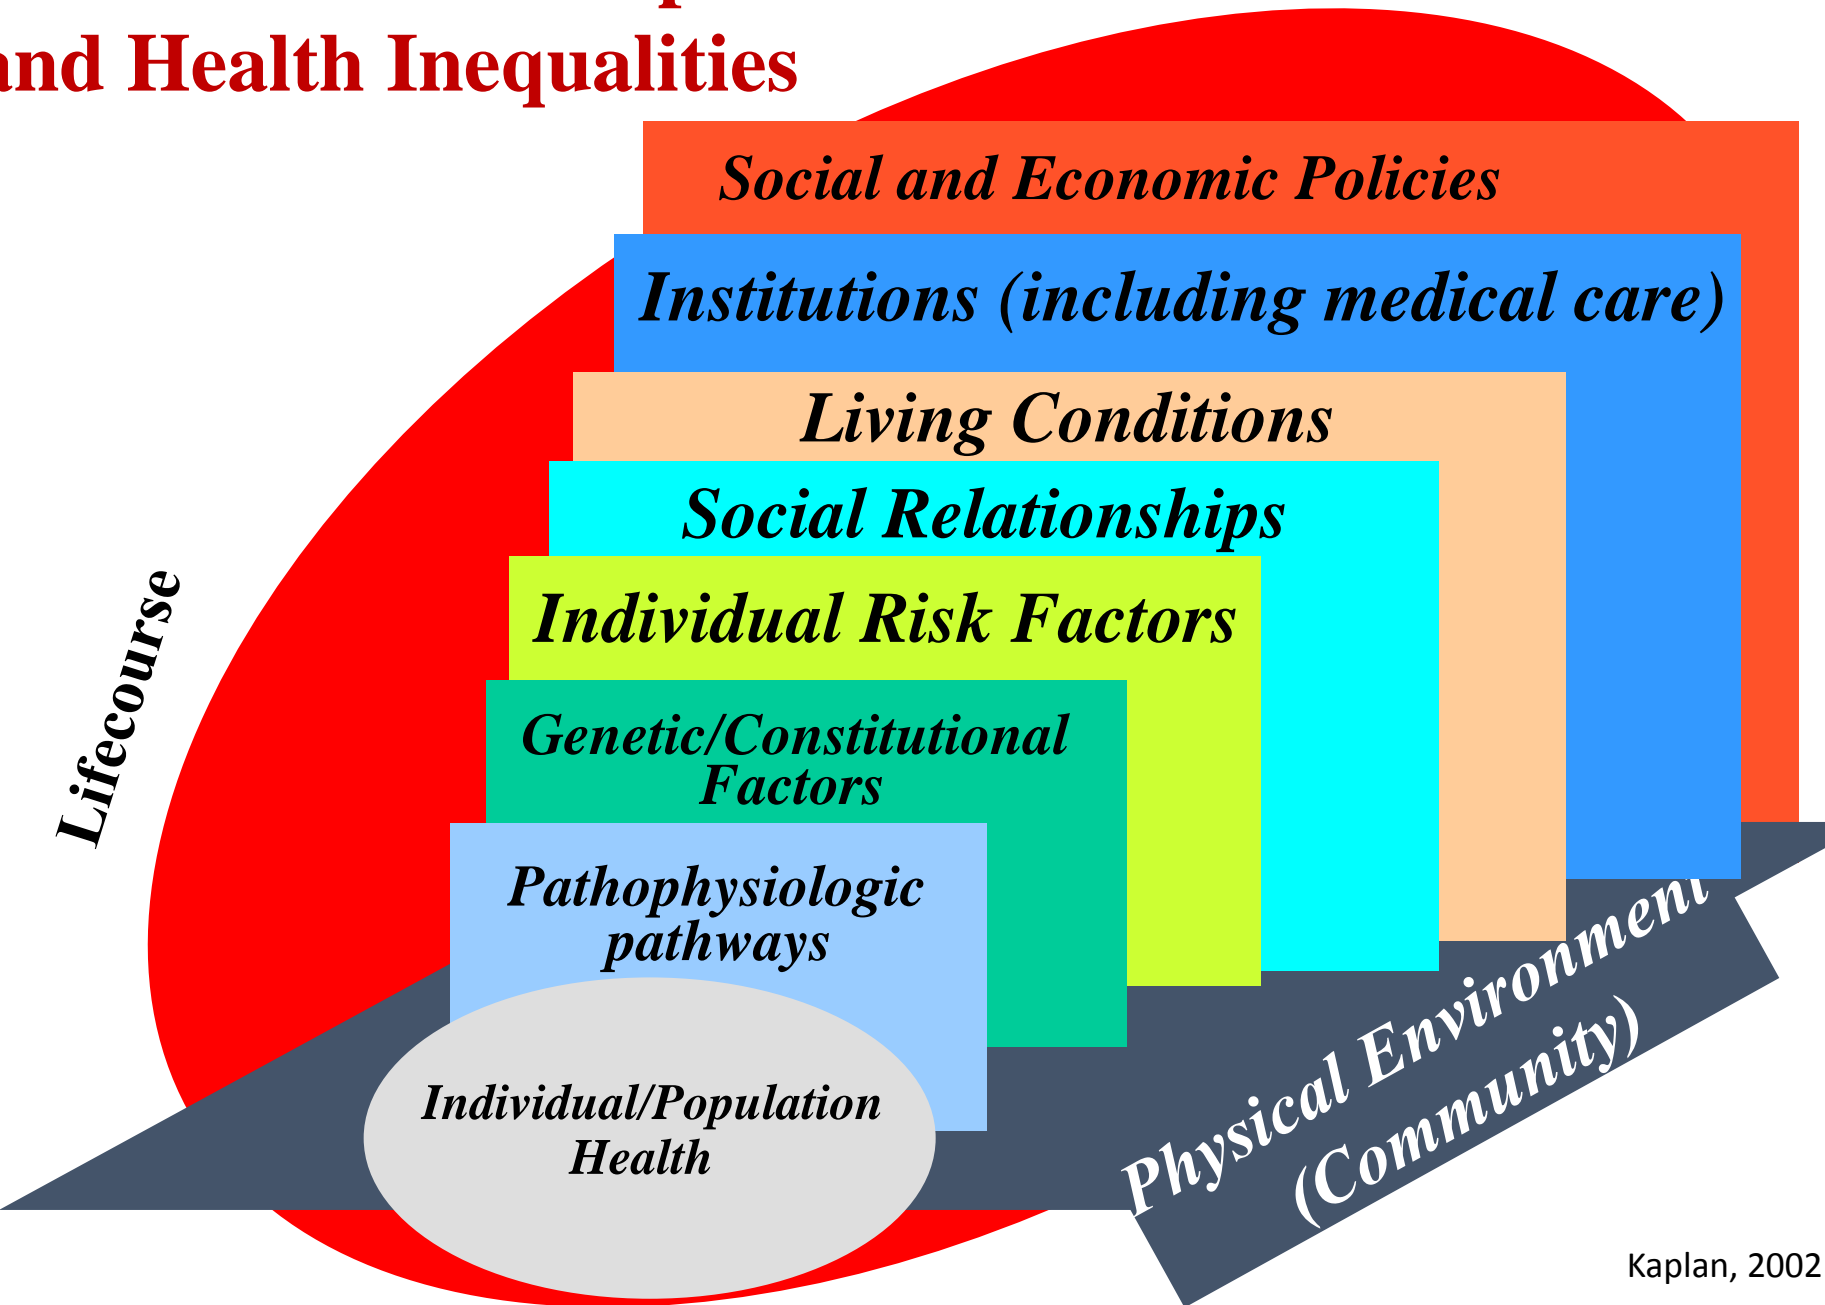 and Health Inequalities
Social and Economic Policies
Institutions (including medical care)
Living Conditions
Social Relationships
Individual Risk Factors
Genetic/Constitutional
Factors
Pathophysiologic
pathways
Individual/Population
Health
Lifecourse
Physical Environment
(Community)
Kaplan, 2002